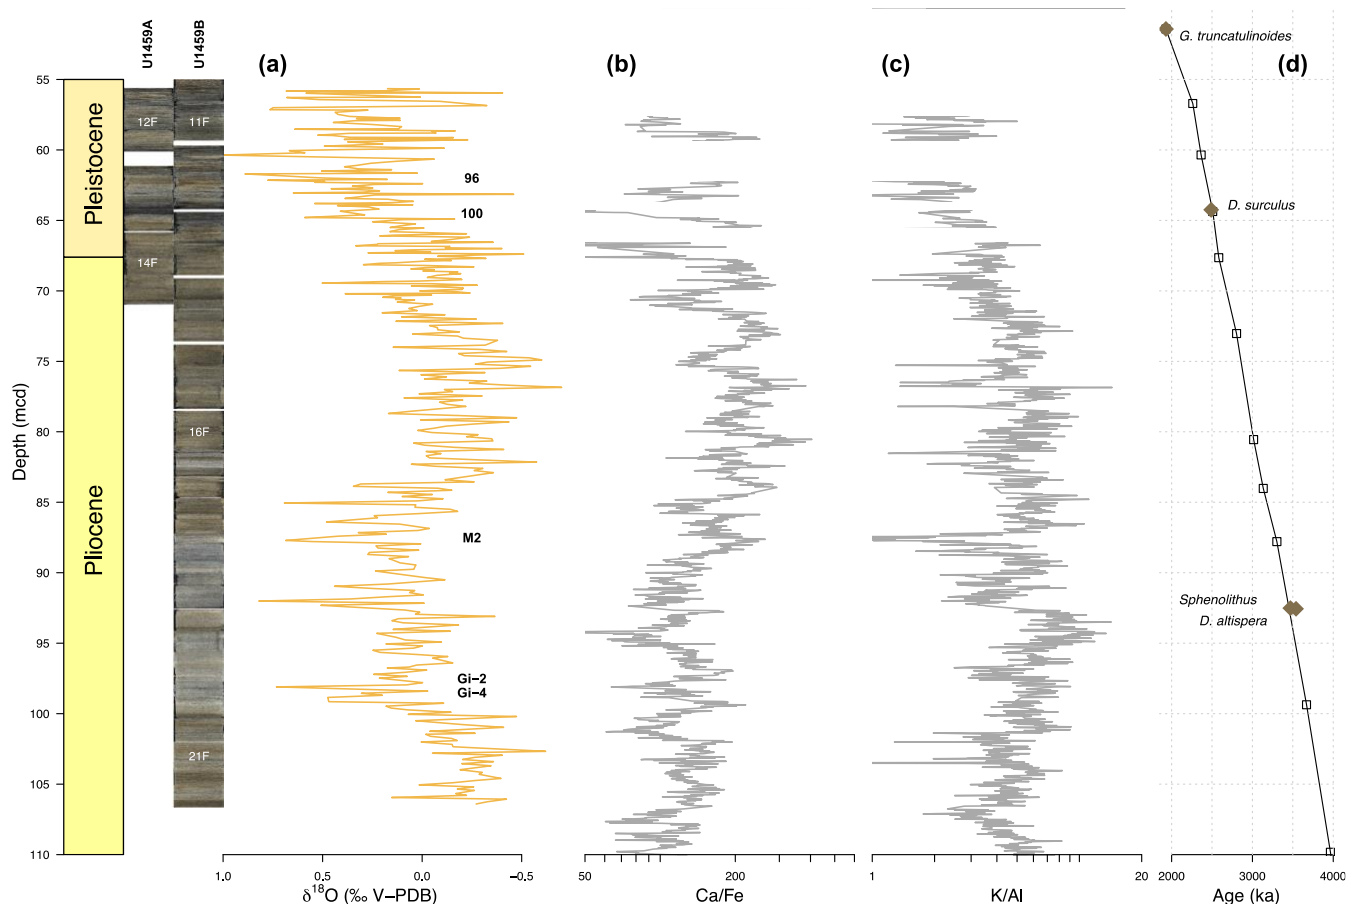 U1459A
U1459B
(a)
(b)
(c)
(d)
G. truncatulinoides
D. surculus
Sphenolithus
D. altispera
Pleistocene
Pliocene
12F
11F
14F
16F
21F
96
100
M2
Gi−2
Gi−4
Depth (mcd)
55
60
65
70
75
80
85
90
95
100
105
110
1.0
0.5
0.0
−0.5
δ18O (‰ V−PDB)
50
200
Ca/Fe
1
20
K/Al
2000
3000
4000
Age (ka)